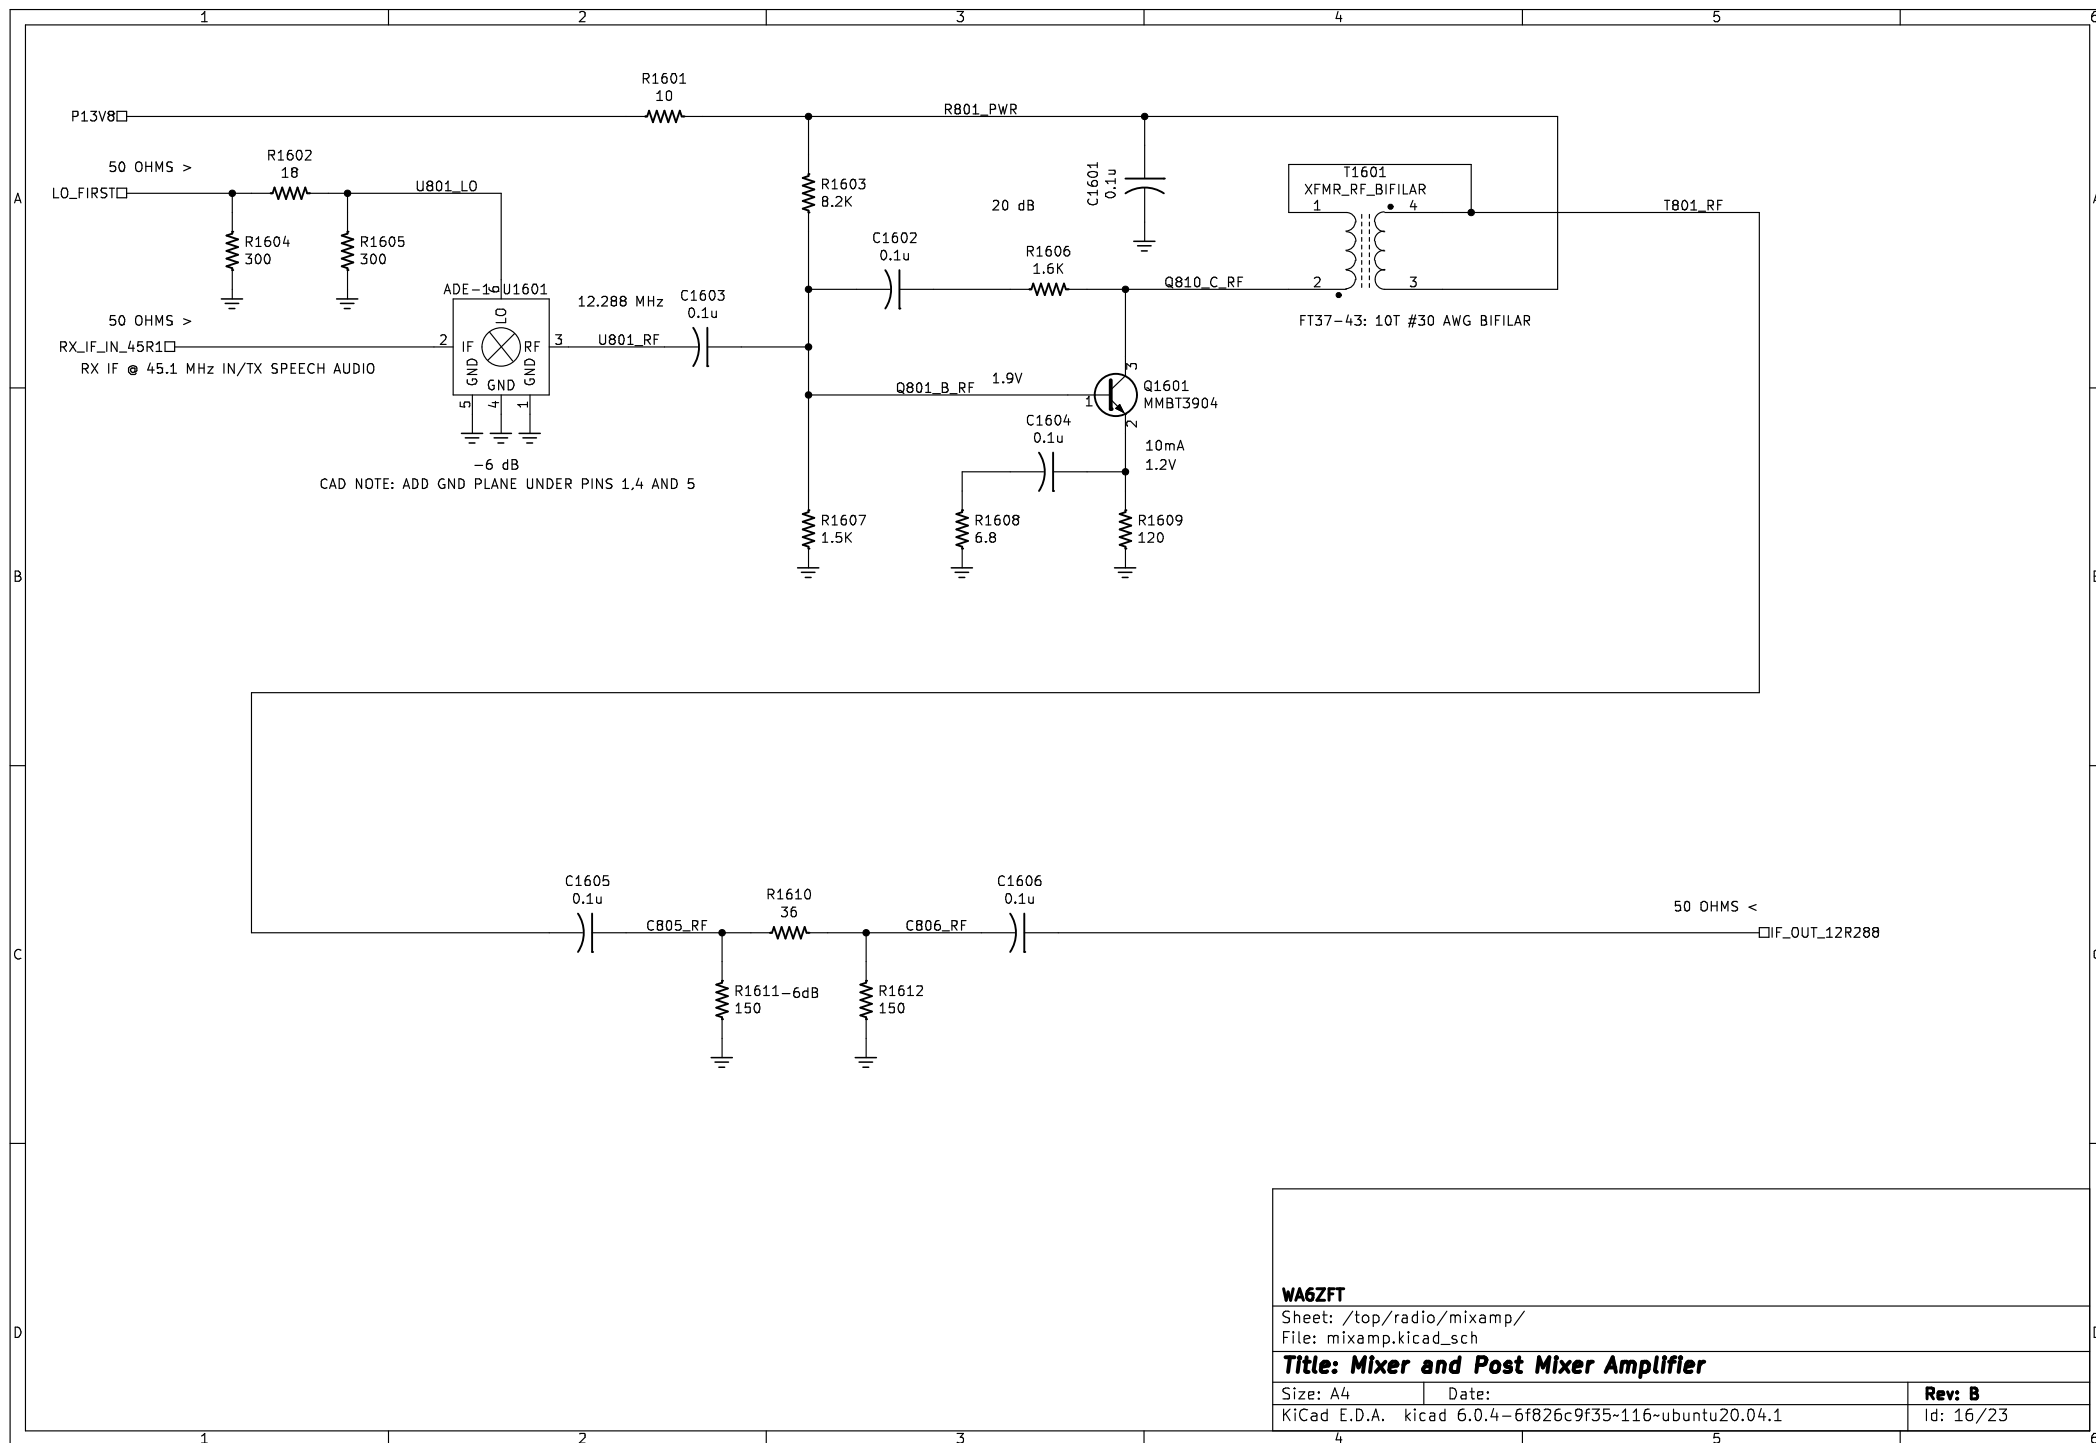 1 2 3 4 5 6
R1601
10
P13V8
R801_PWR
50 OHMS >
R1602
18
LO_FIRST
U801_LO
R1604
300
R1605
300
R1603
8.2K
C1601
0.1u
20 dB
T1601
XFMR_RF_BIFILAR
1 4
2 3
T801_RF
A A
C1602
0.1u
R1606
1.6K
Q810_C_RF
FT37-43: 10T #30 AWG BIFILAR
ADE-1 U1601
12.288 MHz
C1603
0.1u
50 OHMS >
RX_IF_IN_45R1
RX IF @ 45.1 MHz IN/TX SPEECH AUDIO
6
LO
2 IF RF 3
GND GND GND
5 4 1
U801_RF
-6 dB
CAD NOTE: ADD GND PLANE UNDER PINS 1,4 AND 5
Q801_B_RF
1.9V
3
1
2
Q1601
MMBT3904
C1604
0.1u
10mA
1.2V
R1607
1.5K
R1608
6.8
R1609
120
B B
C1605
0.1u
C805_RF
R1610
36
C806_RF
C1606
0.1u
50 OHMS <
IF_OUT_12R288
C C
R1611
150
-6dB
R1612
150
WA6ZFT
Sheet: /top/radio/mixamp/
File: mixamp.kicad_sch
D D
Title: Mixer and Post Mixer Amplifier
Size: A4 Date: Rev: B
KiCad E.D.A. kicad 6.0.4-6f826c9f35~116~ubuntu20.04.1 Id: 16/23
1 2 3 4 5 6